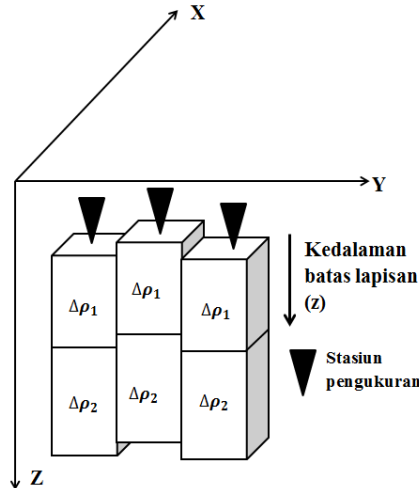 X
Y
Kedalaman
batas lapisan
(z)
Δρ₁
Δρ₁
Δρ₁
Stasiun
pengukuran
Δρ₂
Δρ₂
Δρ₂
Z